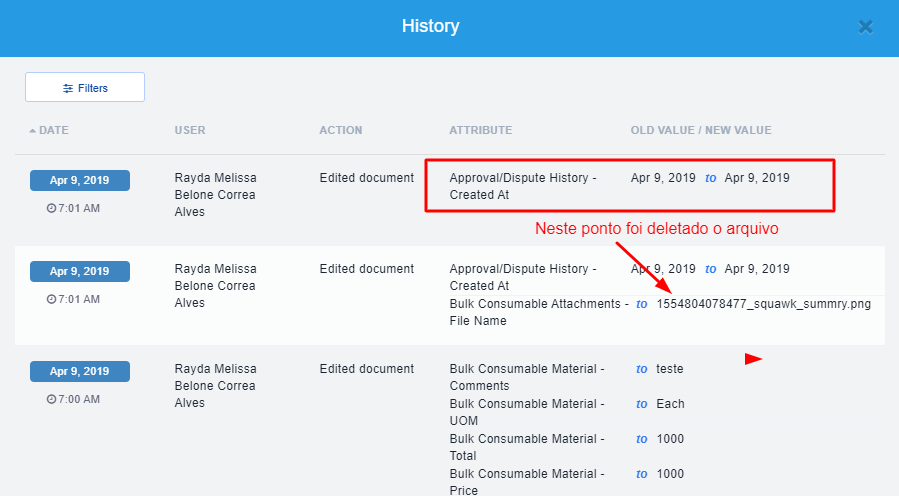 History
Filters
DATE USER ACTION ATTRIBUTE OLD VALUE / NEW VALUE
Apr 9, 2019 Rayda Melissa Edited document Approval/Dispute History - Apr 9, 2019 to Apr 9, 2019
Belone Correa Created At
7:01 AM Alves
Neste ponto foi deletado o arquivo
Apr 9, 2019 Rayda Melissa Edited document Approval/Dispute History - Apr 9, 2019 to Apr 9, 2019
Belone Correa Created At
7:01 AM Alves Bulk Consumable Attachments - to 1554804078477_squawk_summry.png
File Name
Apr 9, 2019 Rayda Melissa Edited document Bulk Consumable Material - to teste
Belone Correa Comments
7:00 AM Alves Bulk Consumable Material - to Each
UOM
Bulk Consumable Material - to 1000
Total
Bulk Consumable Material - to 1000
Price